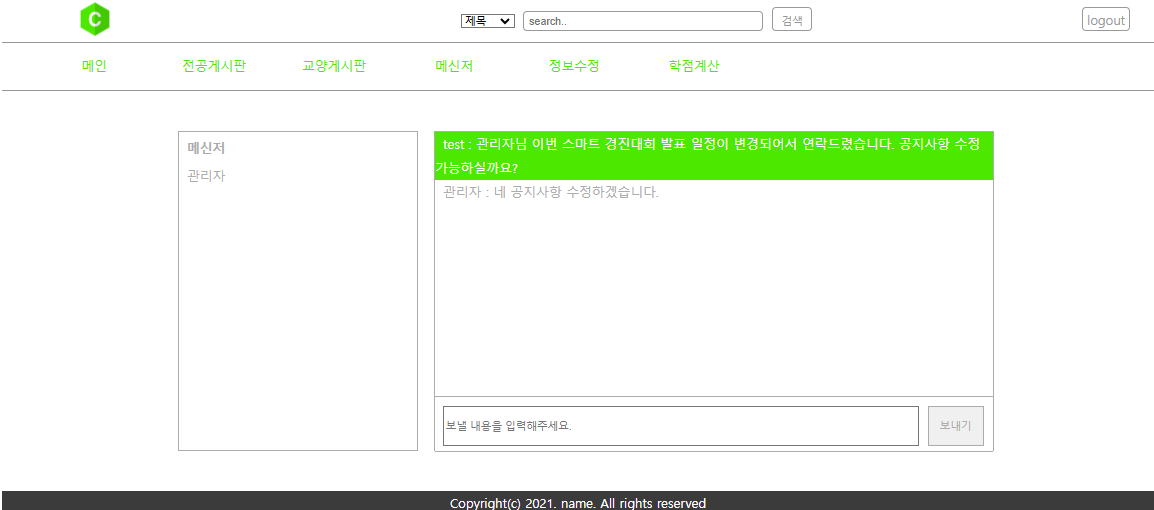 C 제목 search.. 검색 logout
메인 전공게시판 교양게시판 메신저 정보수정 학점계산
메신저
관리자
test : 관리자님 이번 스마트 경진대회 발표 일정이 변경되어서 연락드렸습니다. 공지사항 수정
가능하실까요?
관리자 : 네 공지사항 수정하겠습니다.
보낼 내용을 입력해주세요. 보내기
Copyright(c) 2021. name. All rights reserved